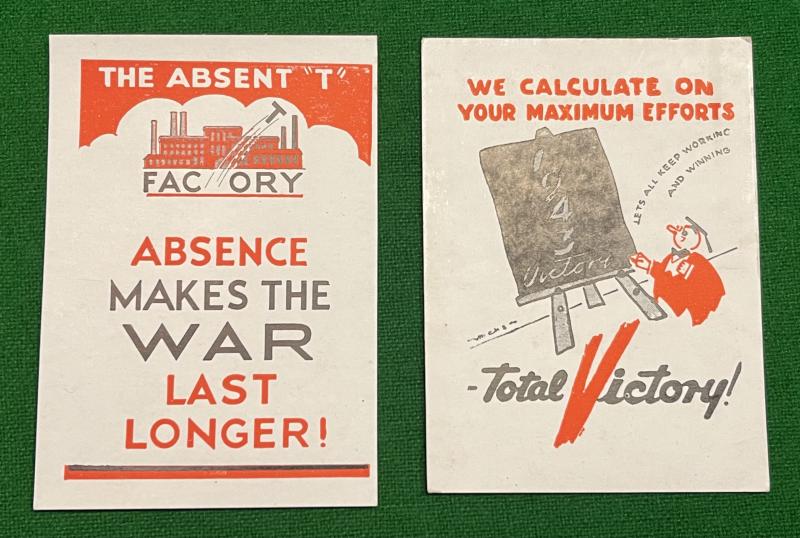 THE ABSENT "T"
FAC ORY
T
ABSENCE
MAKES THE
WAR
LAST
LONGER!
WE CALCULATE ON
YOUR MAXIMUM EFFORTS
LETS ALL KEEP WORKING
AND WINNING
1943
Victory
-Total Victory!